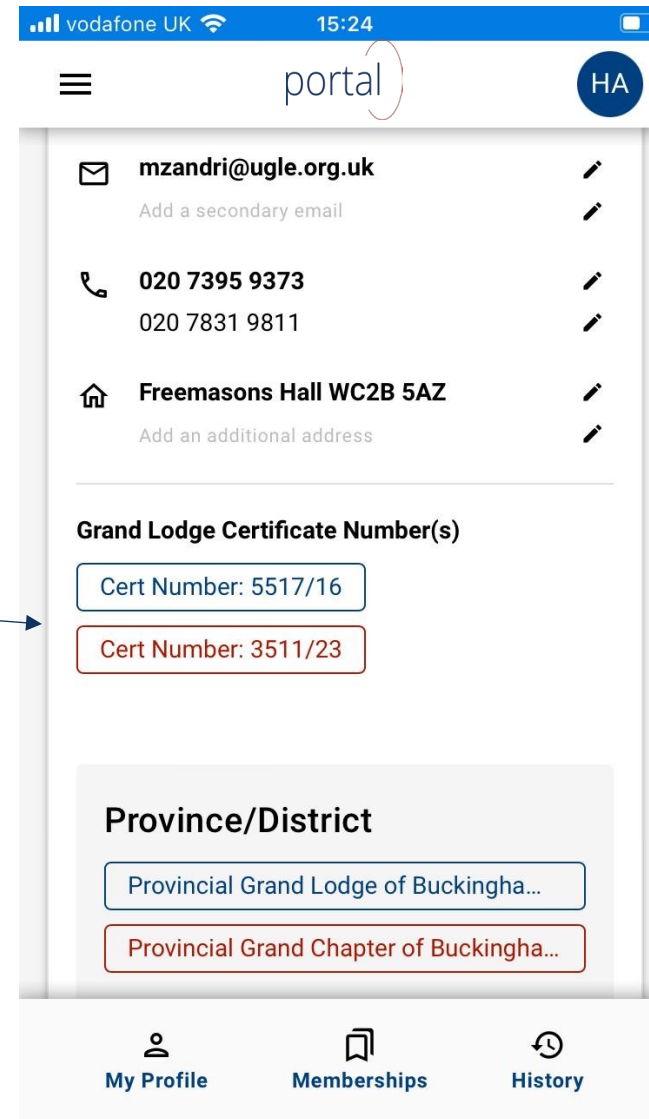 vodafone UK 15:24
portal
HA
mzandri@ugle.org.uk
Add a secondary email
020 7395 9373
020 7831 9811
Freemasons Hall WC2B 5AZ
Add an additional address
Grand Lodge Certificate Number(s)
Cert Number: 5517/16
Cert Number: 3511/23
Province/District
Provincial Grand Lodge of Buckingha...
Provincial Grand Chapter of Buckingha...
My Profile Memberships History